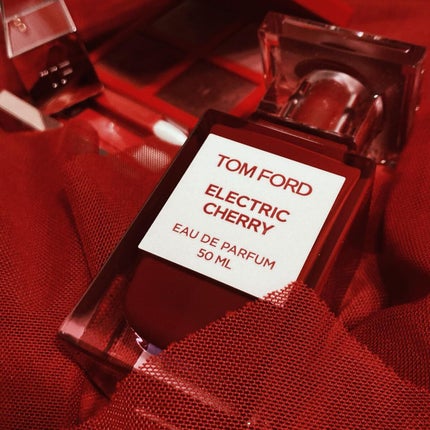 TOM FORD
ELECTRIC
CHERRY
EAU DE PARFUM
50 ML